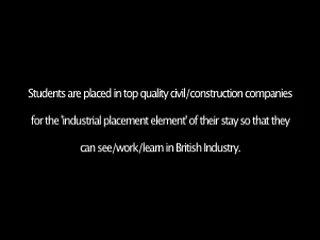 Students are placed in top quality civil/construction companies
for the 'industrial placement element' of their stay so that they
can see/work/learn in British Industry.